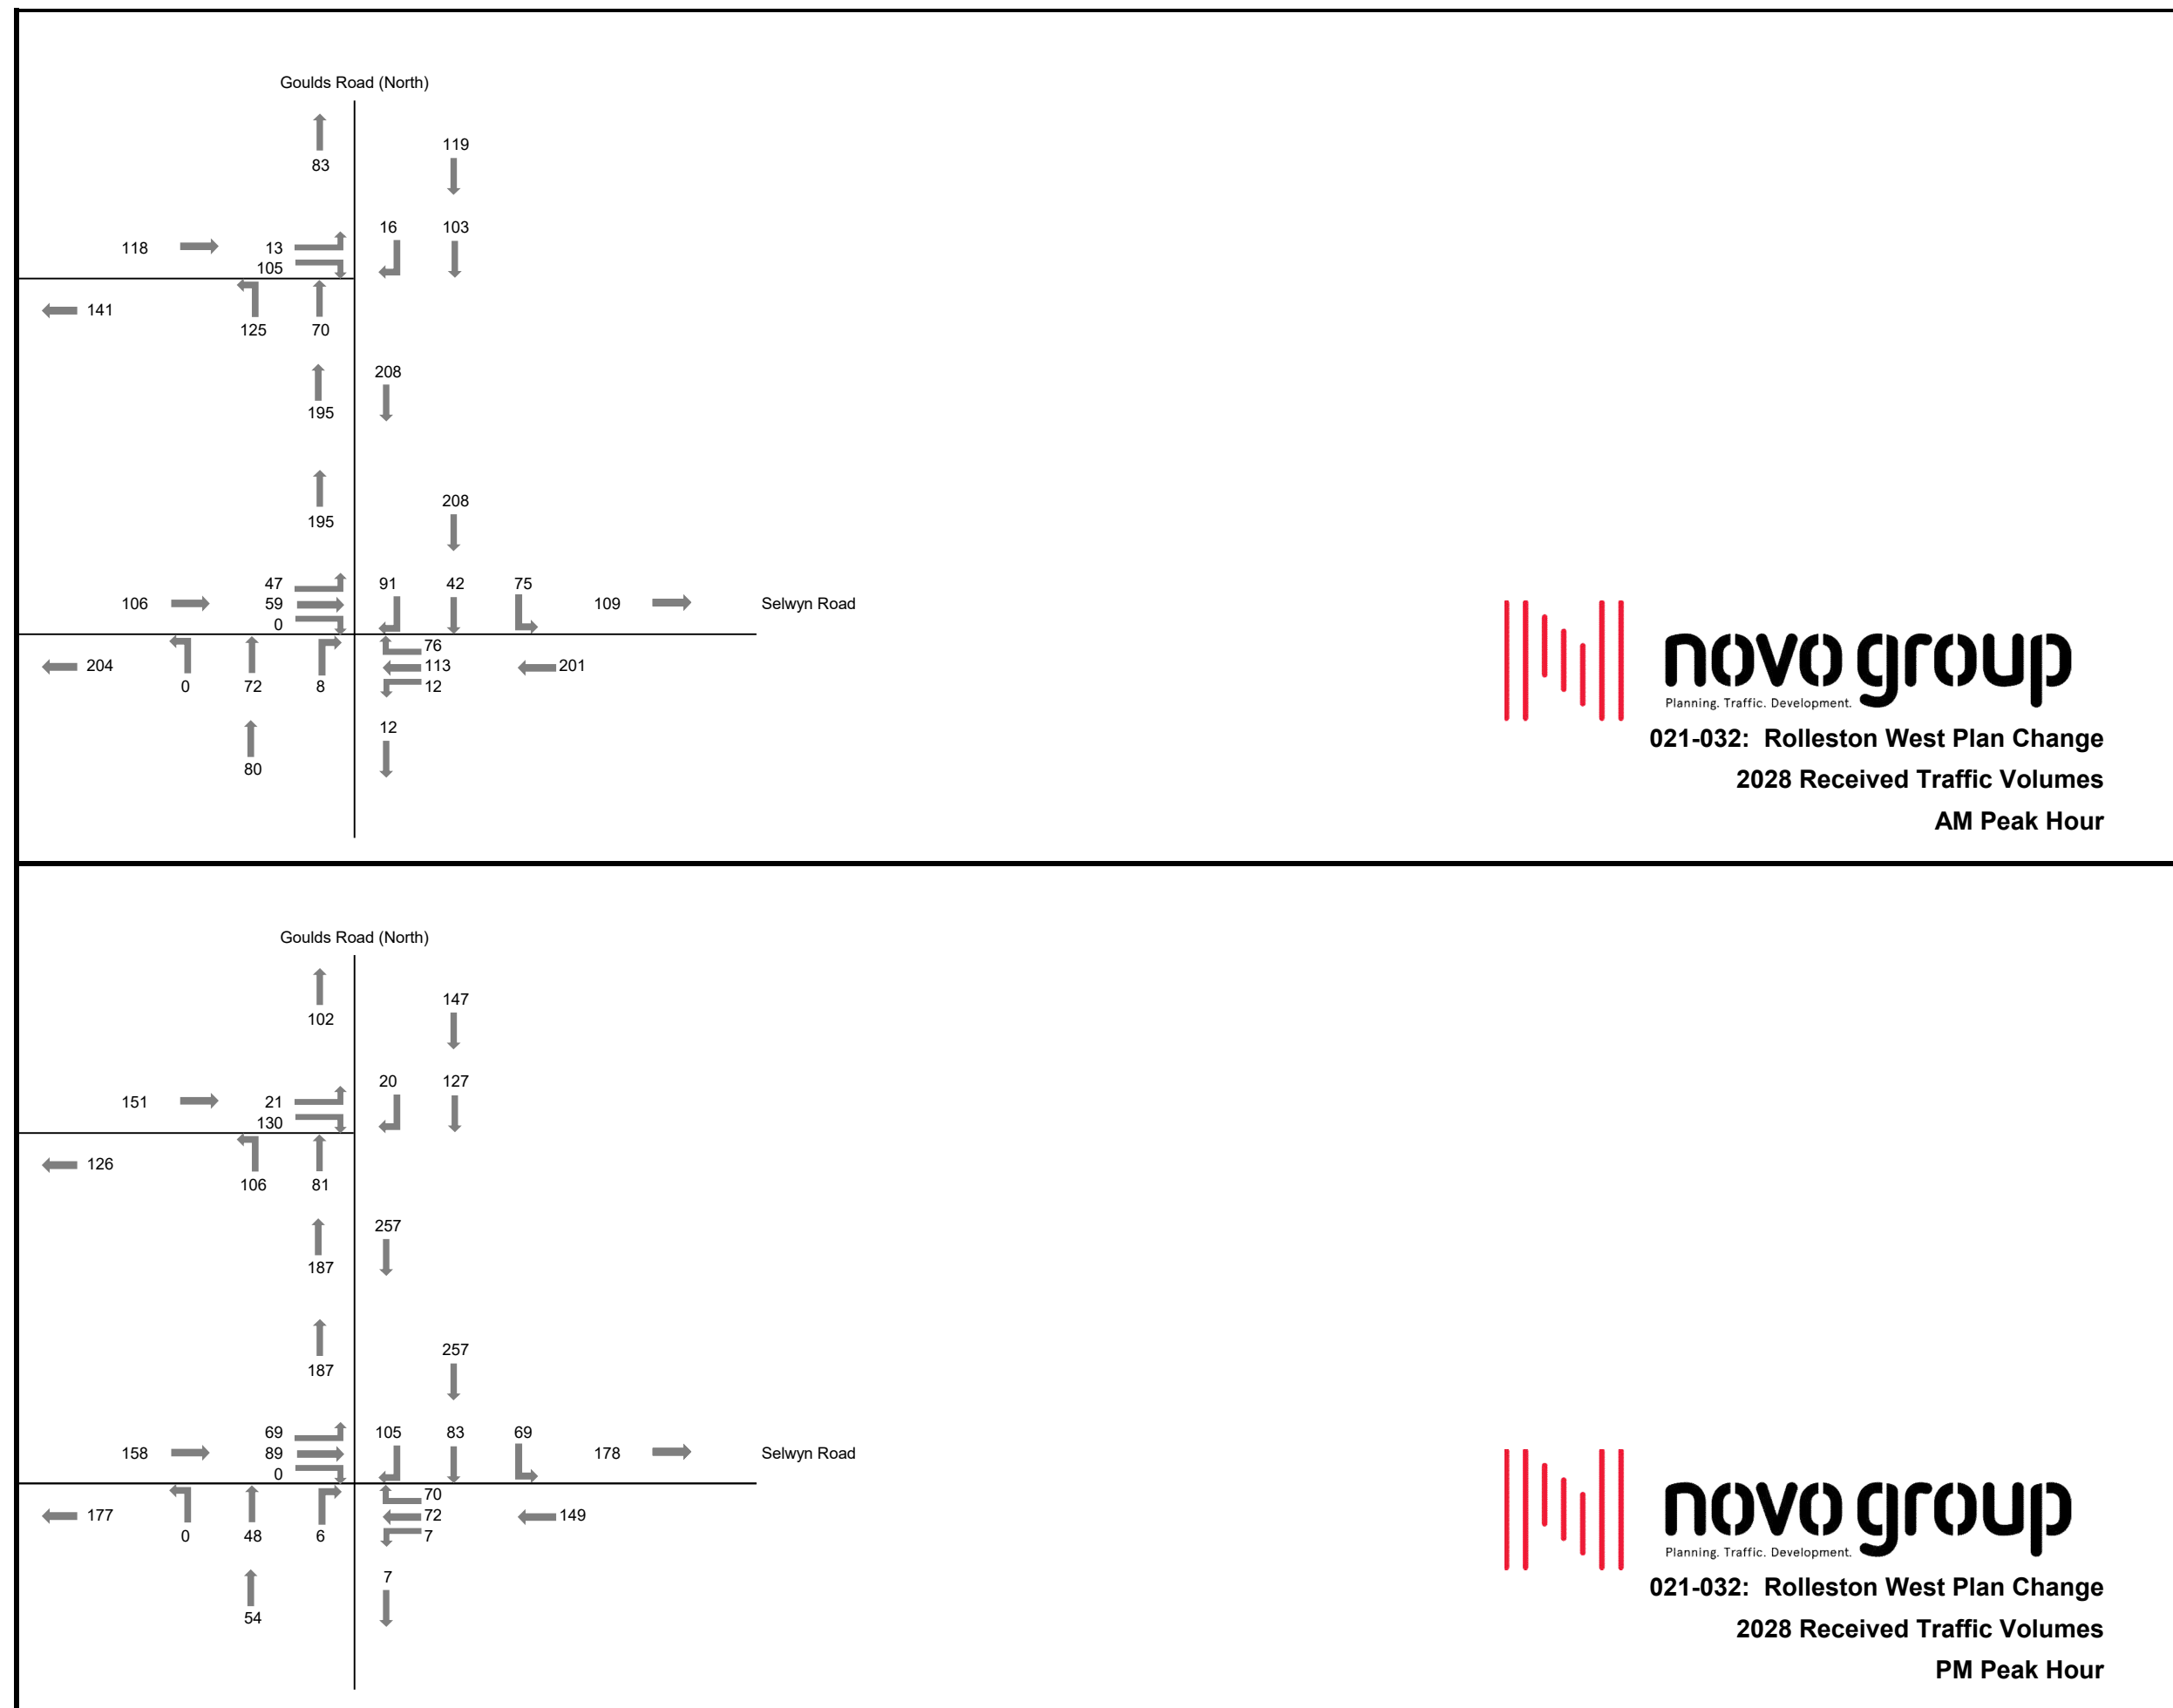 Goulds Road (North)
119
83
16 103
118 13
105
141
125 70
208
195
208
195
47 91 42 75
106 59 109 Selwyn Road
0
76
204 113 201
0 72 8 12
12
80
novo group
Planning. Traffic. Development.
021-032: Rolleston West Plan Change
2028 Received Traffic Volumes
AM Peak Hour
Goulds Road (North)
147
102
20 127
151 21
130
126
106 81
257
187
257
187
69 105 83 69
158 89 178 Selwyn Road
0
70
177 72 149
0 48 6 7
7
54
novo group
Planning. Traffic. Development.
021-032: Rolleston West Plan Change
2028 Received Traffic Volumes
PM Peak Hour